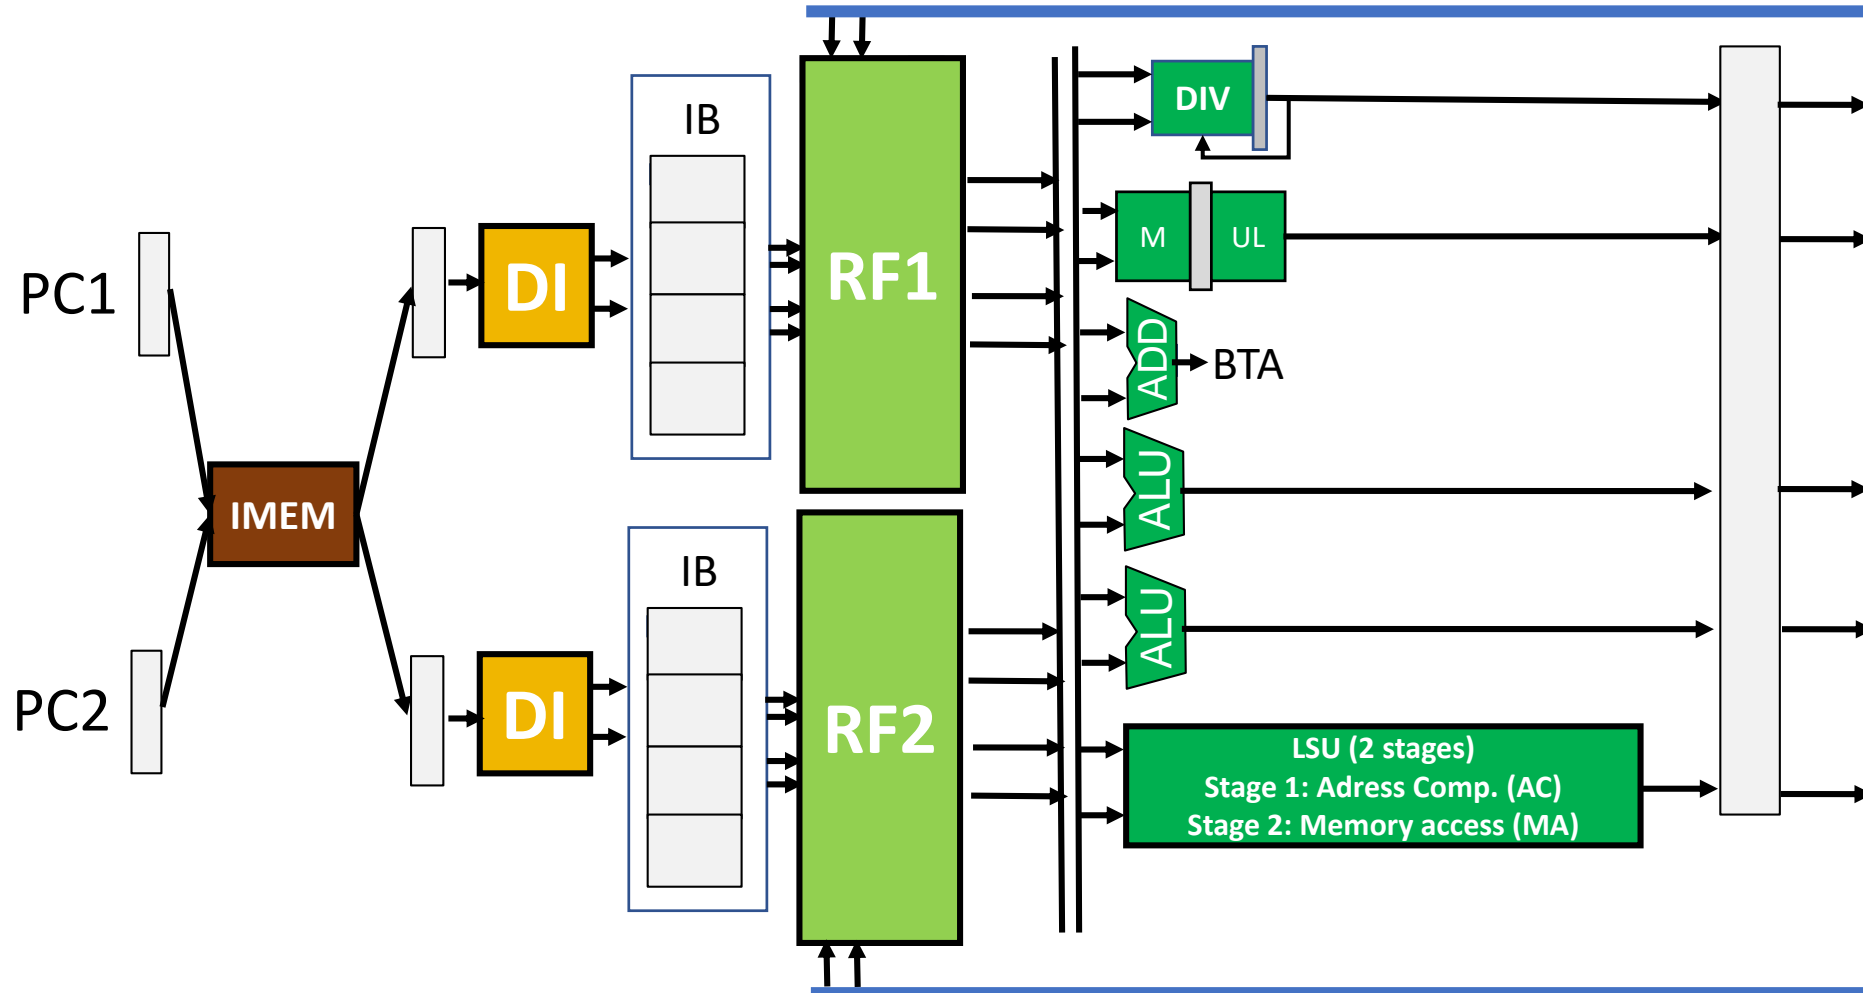 PC1
PC2
IMEM
DI
DI
IB
IB
RF1
RF2
DIV
M UL
ADD
BTA
ALU
ALU
LSU (2 stages)
Stage 1: Adress Comp. (AC)
Stage 2: Memory access (MA)